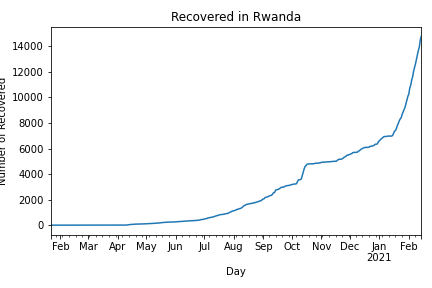 Recovered in Rwanda
Number of Recovered
14000
12000
10000
8000
6000
4000
2000
0
Feb Mar Apr May Jun Jul Aug Sep Oct Nov Dec Jan Feb
2021
Day